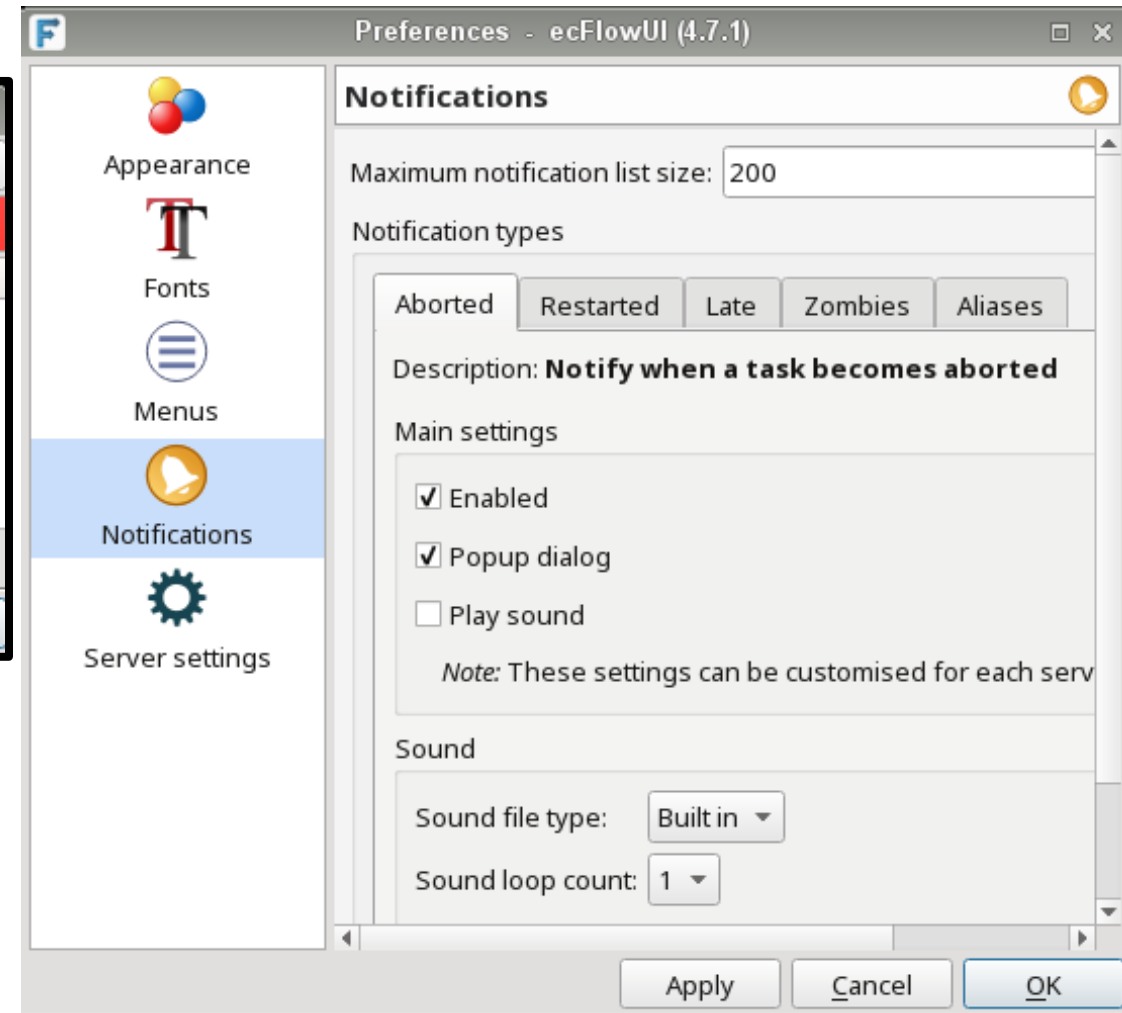 Preferences - ecFlowUI (4.7.1)
Appearance
Fonts
Menus
Notifications
Server settings
Notifications
Maximum notification list size: 200
Notification types
Aborted Restarted Late Zombies Aliases
Description: Notify when a task becomes aborted
Main settings
Enabled
Popup dialog
Play sound
Note: These settings can be customised for each serv
Sound
Sound file type: Built in
Sound loop count: 1
Apply Cancel OK